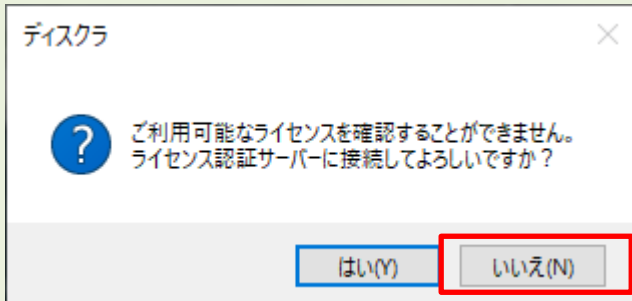 ディスクラ
ご利用可能なライセンスを確認することができません。
ライセンス認証サーバーに接続してよろしいですか？
はい(Y)
いいえ(N)